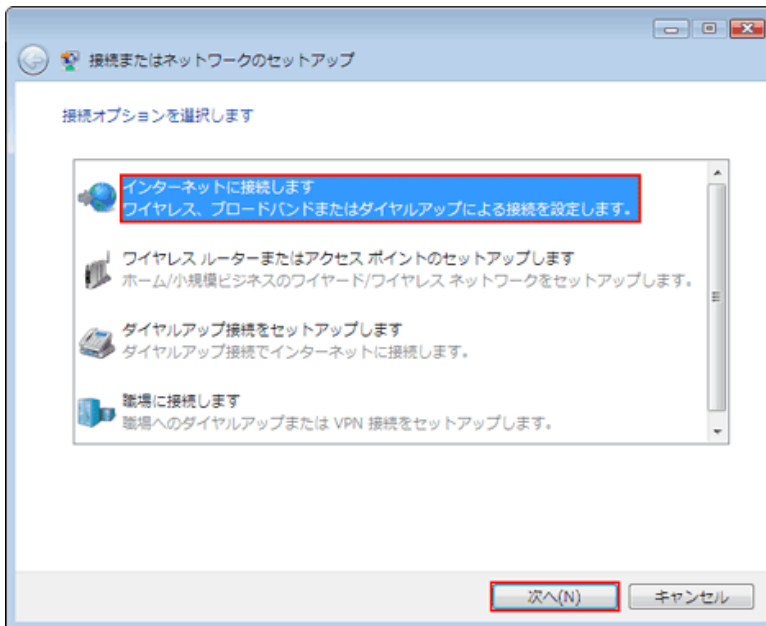 接続またはネットワークのセットアップ
接続オプションを選択します
インターネットに接続します
ワイヤレス、ブロードバンドまたはダイヤルアップによる接続を設定します。
ワイヤレス ルーターまたはアクセス ポイントのセットアップします
ホーム/小規模ビジネスのワイヤード/ワイヤレス ネットワークをセットアップします。
ダイヤルアップ接続をセットアップします
ダイヤルアップ接続でインターネットに接続します。
職場に接続します
職場へのダイヤルアップまたは VPN 接続をセットアップします。
次へ(N)
キャンセル